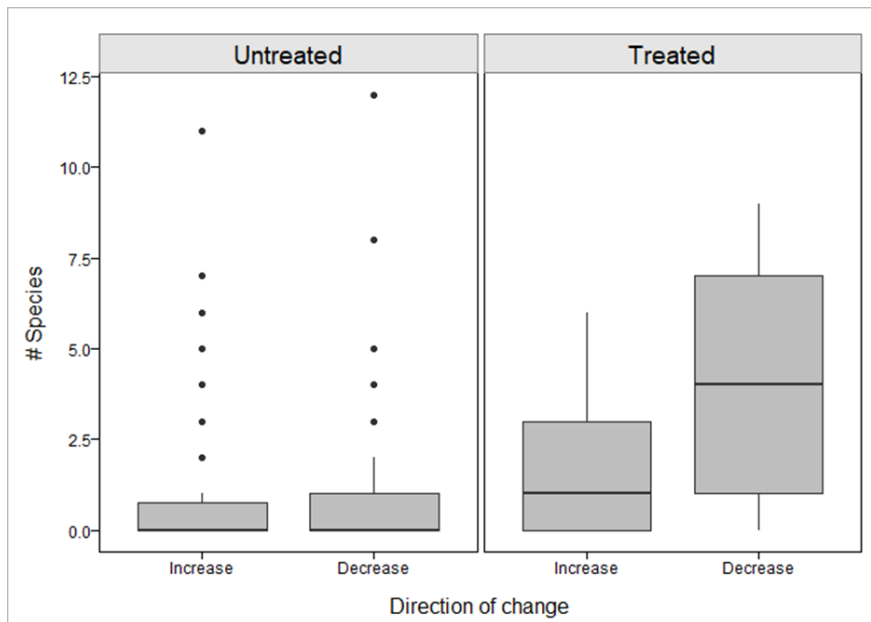 Untreated
Treated
12.5
10.0
7.5
5.0
2.5
0.0
# Species
Increase
Decrease
Increase
Decrease
Direction of change